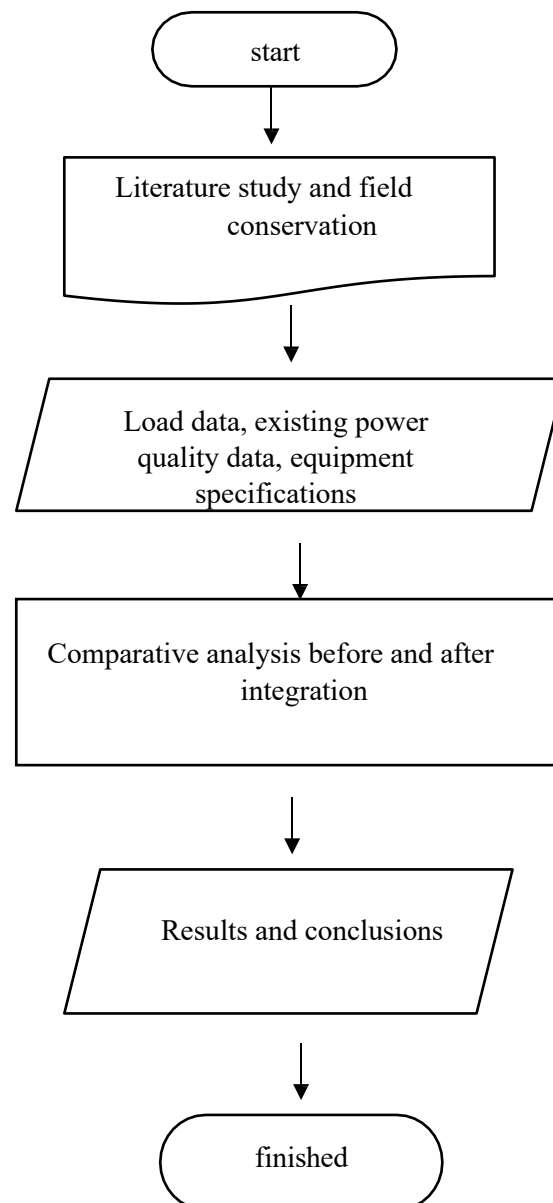 start
Literature study and field
conservation
Load data, existing power
quality data, equipment
specifications
Comparative analysis before and after
integration
Results and conclusions
finished